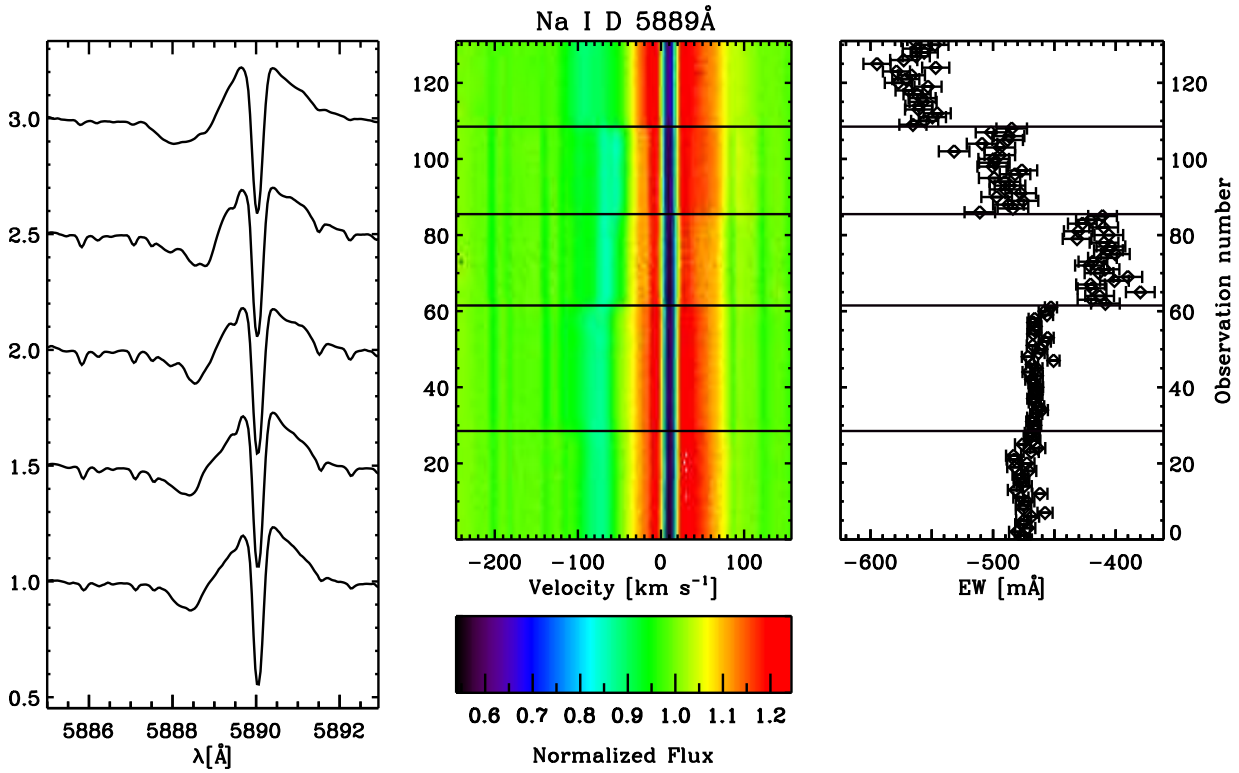 Na I D 5889Å
3.0
2.5
2.0
1.5
1.0
0.5
5886 5888 5890 5892
λ[Å]
120
100
80
60
40
20
-200 -100 0 100
Velocity [km s⁻¹]
0.6 0.7 0.8 0.9 1.0 1.1 1.2
Normalized Flux
120
100
80
60
40
20
0
Observation number
-600 -500 -400
EW [mÅ]